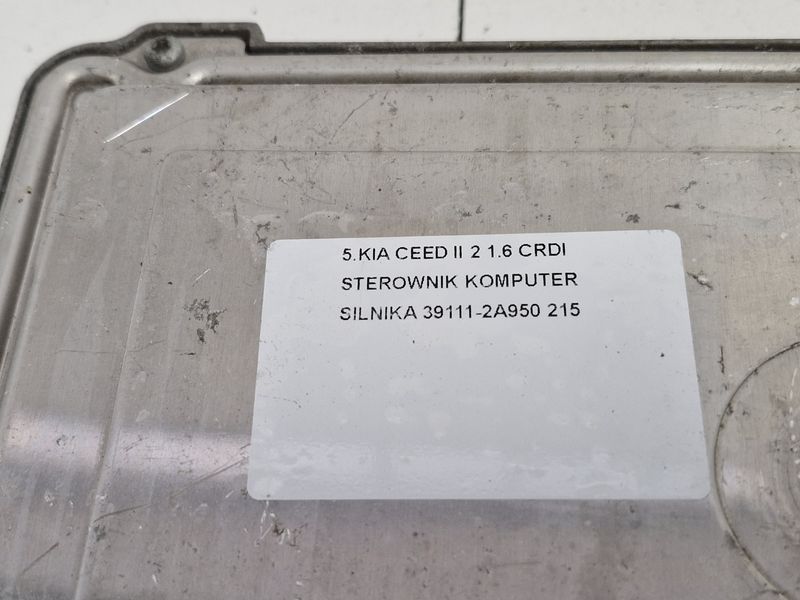 5.KIA CEED II 2 1.6 CRDI
STEROWNIK KOMPUTER
SILNIKA 39111-2A950 215